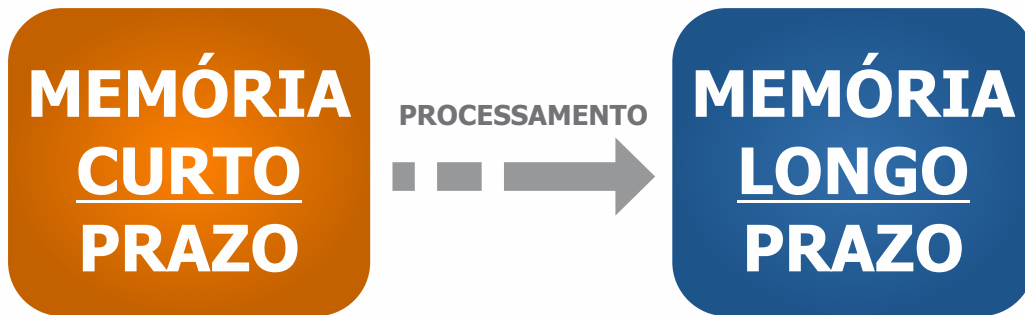 MEMÓRIA
CURTO
PRAZO
PROCESSAMENTO
MEMÓRIA
LONGO
PRAZO